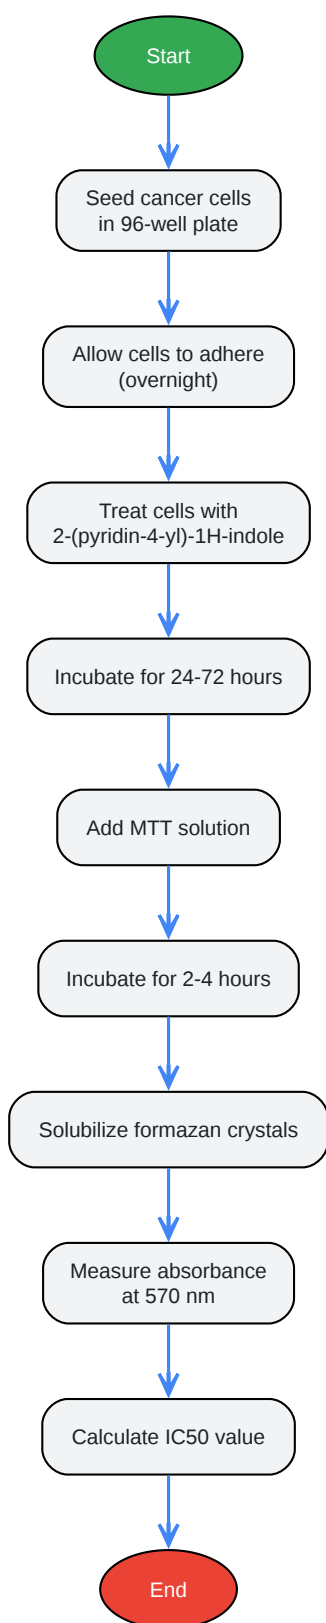 Start
Seed cancer cells
in 96-well plate
Allow cells to adhere
(overnight)
Treat cells with
2-(pyridin-4-yl)-1H-indole
Incubate for 24-72 hours
Add MTT solution
Incubate for 2-4 hours
Solubilize formazan crystals
Measure absorbance
at 570 nm
Calculate IC50 value
End